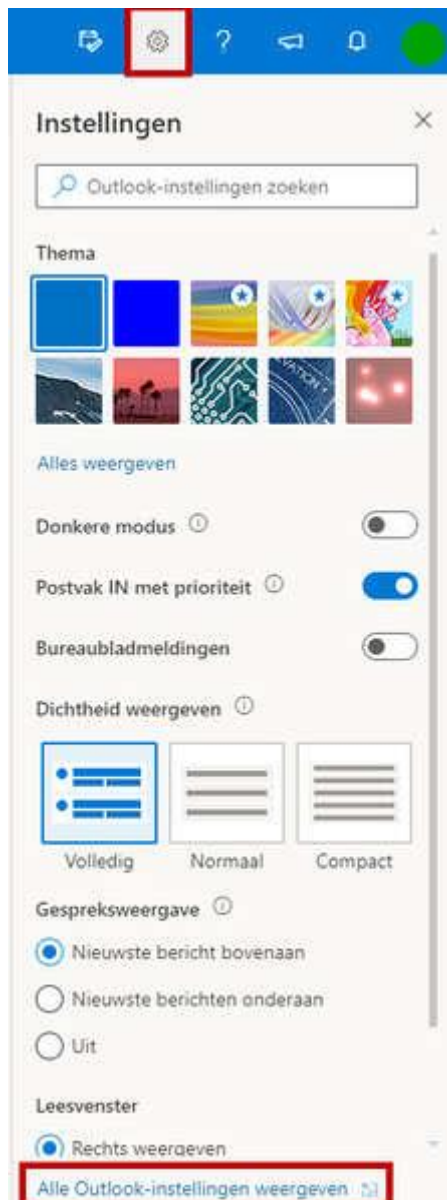 ?
Instellingen
Outlook-instellingen zoeken
Thema
Alles weergeven
Donkere modus
Postvak IN met prioriteit
Bureaubladmeldingen
Dichtheid weergeven
Volledig Normaal Compact
Gespreksweergave
Nieuwste bericht bovenaan
Nieuwste berichten onderaan
Uit
Leesvenster
Rechts weergeven
Alle Outlook-instellingen weergeven